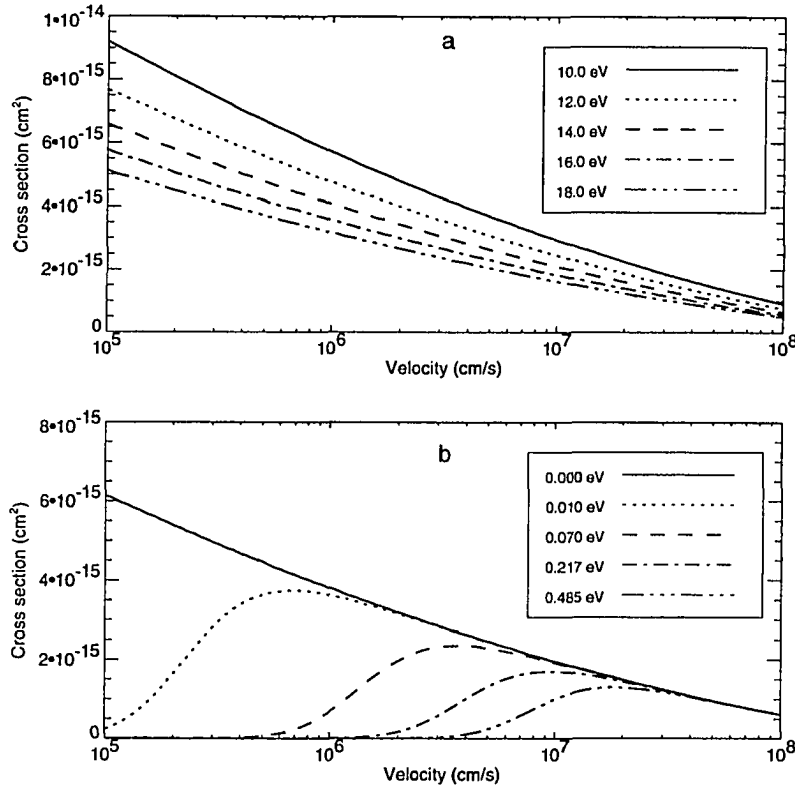 1•10⁻¹⁴
a
8•10⁻¹⁵
6•10⁻¹⁵
4•10⁻¹⁵
2•10⁻¹⁵
0
Cross section (cm²)
10.0 eV
12.0 eV
14.0 eV
16.0 eV
18.0 eV
10⁵ 10⁶ 10⁷ 10⁸
Velocity (cm/s)
8•10⁻¹⁵
b
6•10⁻¹⁵
4•10⁻¹⁵
2•10⁻¹⁵
0
Cross section (cm²)
0.000 eV
0.010 eV
0.070 eV
0.217 eV
0.485 eV
10⁵ 10⁶ 10⁷ 10⁸
Velocity (cm/s)